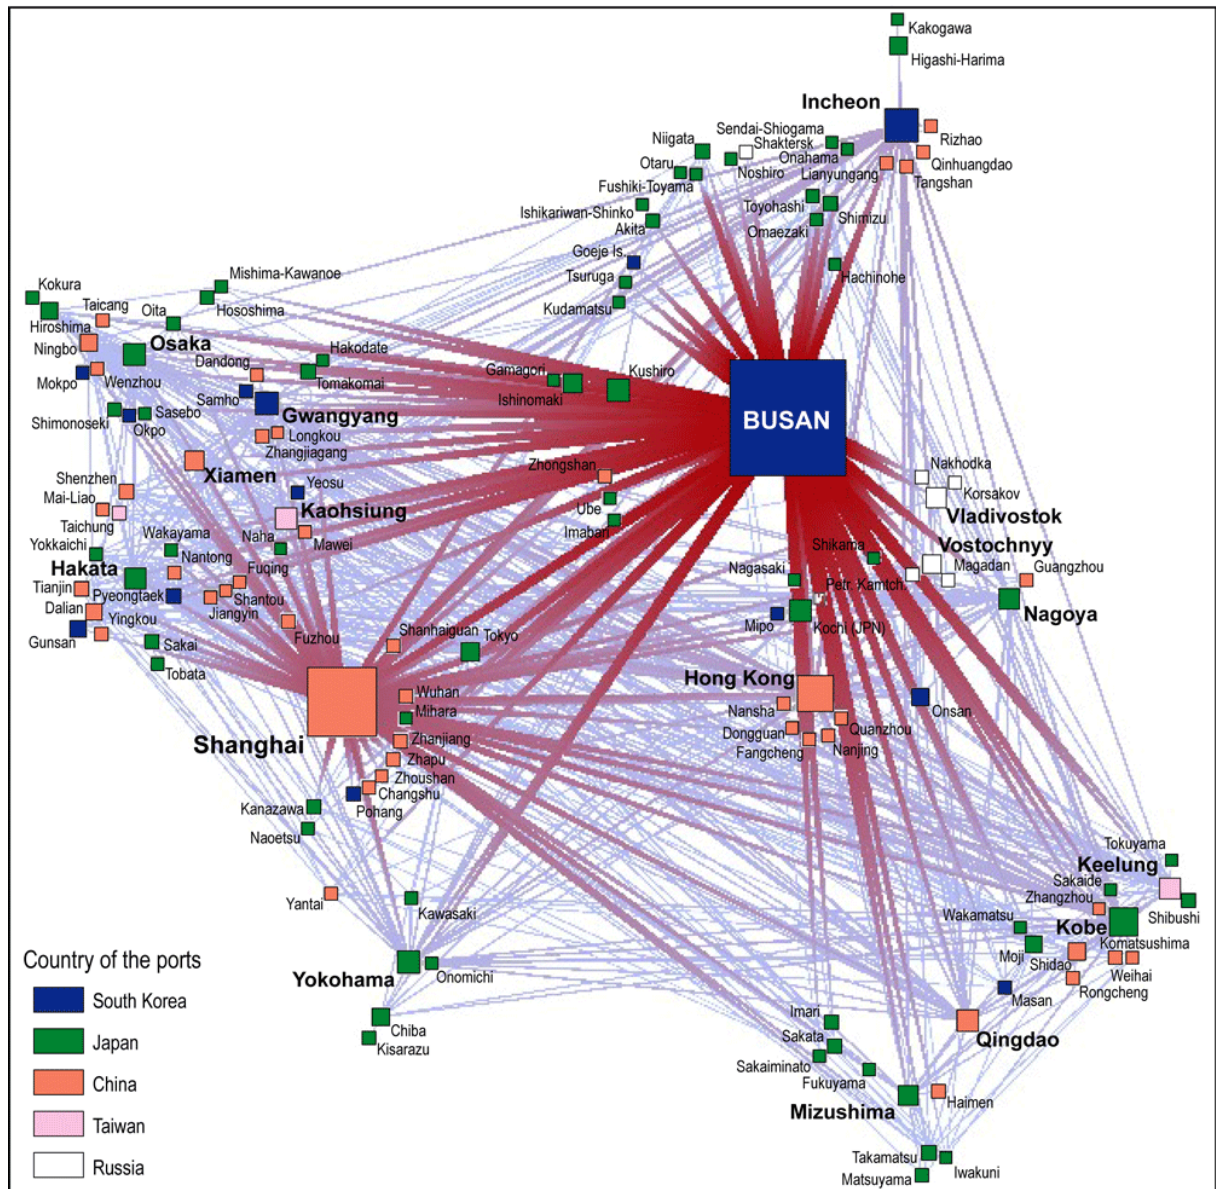 Kakogawa
Higashi-Harima
Incheon
Rizhao
Sendai-Shiogama
Niigata
Shaktersk
Onahama
Qinhuangdao
Otaru
Noshiro
Lianyungang
Tangshan
Fushiki-Toyama
Toyohashi
Ishikariwan-Shinko
Shimizu
Akita
Omaezaki
Goeje Is.
Mishima-Kawanoe
Tsuruga
Hachinohe
Kokura
Taicang
Oita
Hososhima
Kudamatsu
Hiroshima
Osaka
Ningbo
Hakodate
Dandong
Gamagori
Kushiro
Mokpo
Wenzhou
Tomakomai
Samho
Ishinomaki
Sasebo
Gwangyang
BUSAN
Shimonoseki
Okpo
Longkou
Zhangjiagang
Zhongshan
Nakhodka
Xiamen
Shenzhen
Yeosu
Korsakov
Mai-Liao
Kaohsiung
Ube
Vladivostok
Taichung
Wakayama
Naha
Mawei
Imabari
Yokkaichi
Nantong
Shikama
Vostochnyy
Hakata
Fuqing
Nagasaki
Magadan
Guangzhou
Tianjin
Pyeongtaek
Shantou
Petr. Kamtch.
Dalian
Yingkou
Jiangyin
Mipo
Kochi (JPN)
Nagoya
Gunsan
Fuzhou
Shanhaiguan
Tokyo
Sakai
Tobata
Hong Kong
Wuhan
Nansha
Onsan
Mihara
Dongguan
Quanzhou
Shanghai
Zhanjiang
Fangcheng
Nanjing
Zhapu
Zhoushan
Changshu
Kanazawa
Pohang
Naoetsu
Tokuyama
Keelung
Sakaide
Yantai
Zhangzhou
Kawasaki
Wakamatsu
Shibushi
Kobe
Komatsushima
Moji
Shidao
Weihai
Yokohama
Onomichi
Rongcheng
Masan
Imari
Chiba
Sakata
Qingdao
Kisarazu
Sakaiminato
Fukuyama
Mizushima
Haimen
Takamatsu
Iwakuni
Matsuyama
Country of the ports
South Korea
Japan
China
Taiwan
Russia